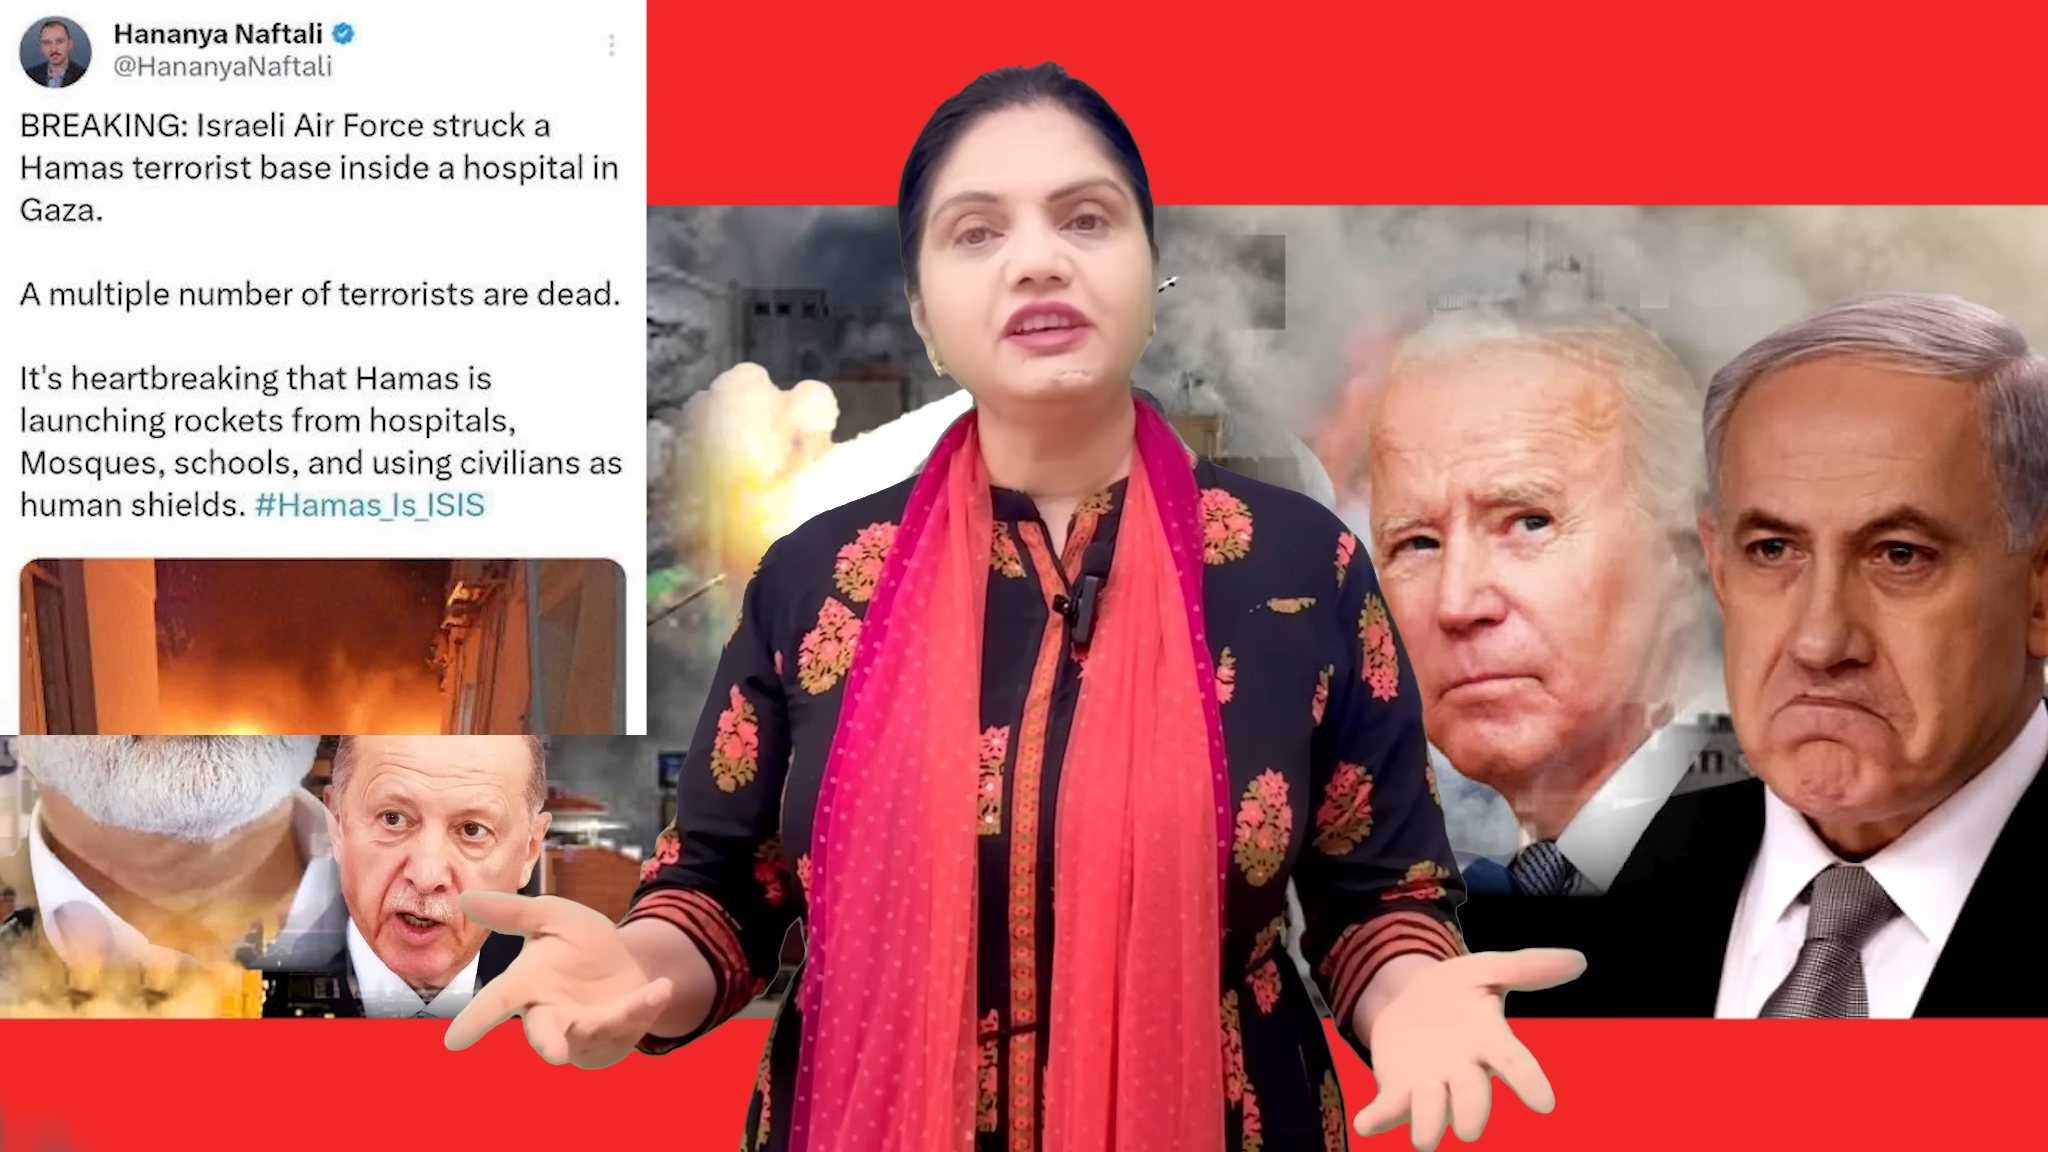 Hananya Naftali
@HananyaNaftali
BREAKING: Israeli Air Force struck a
Hamas terrorist base inside a hospital in
Gaza.
A multiple number of terrorists are dead.
It's heartbreaking that Hamas is
launching rockets from hospitals,
Mosques, schools, and using civilians as
human shields. #Hamas_Is_ISIS